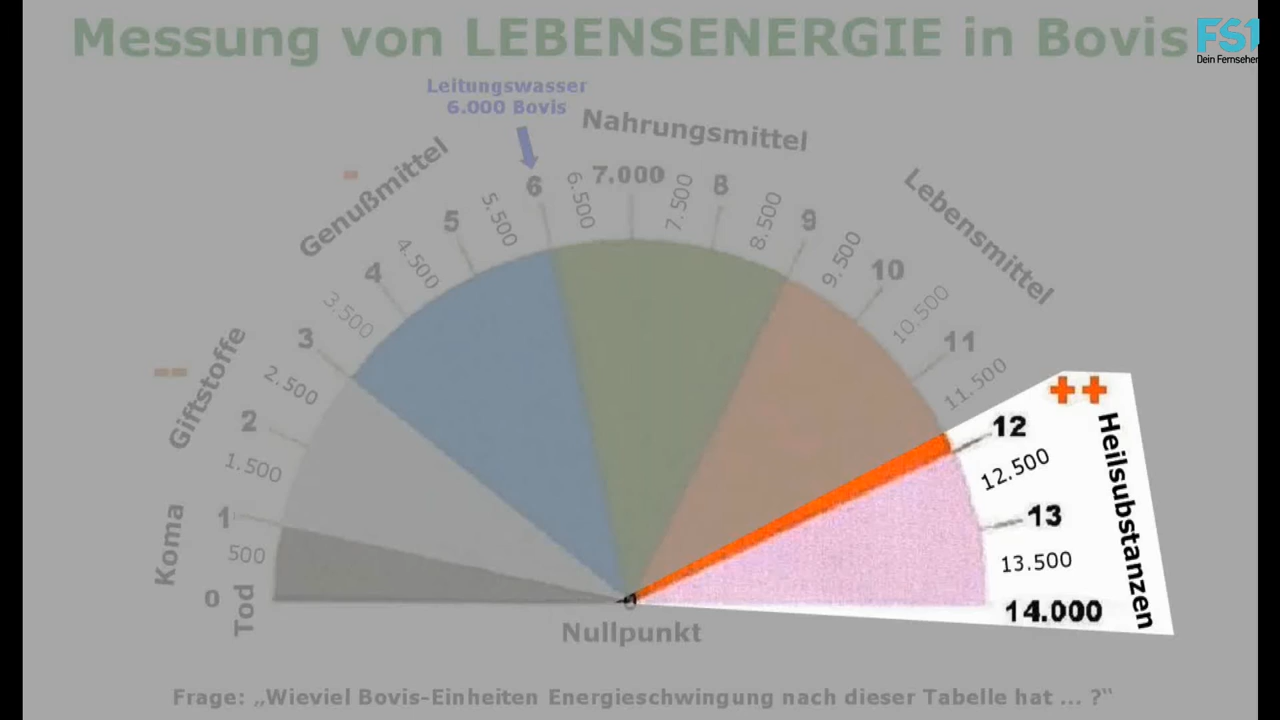 Messung von LEBENSENERGIE in Bovis
FS1
Dein Fernsehen
Leitungswasser
6.000 Bovis
Nahrungsmittel
Genußmittel
Lebensmittel
Giftstoffe
Heilsubstanzen
Koma
Tod
0
500
1
1.500
2
2.500
3
3.500
4
4.500
5
5.500
6
6.500
7.000
7.500
8
8.500
9
9.500
10
10.500
11
11.500
12
12.500
13
13.500
14.000
0
Nullpunkt
Frage: „Wieviel Bovis-Einheiten Energieschwingung nach dieser Tabelle hat ... ?“